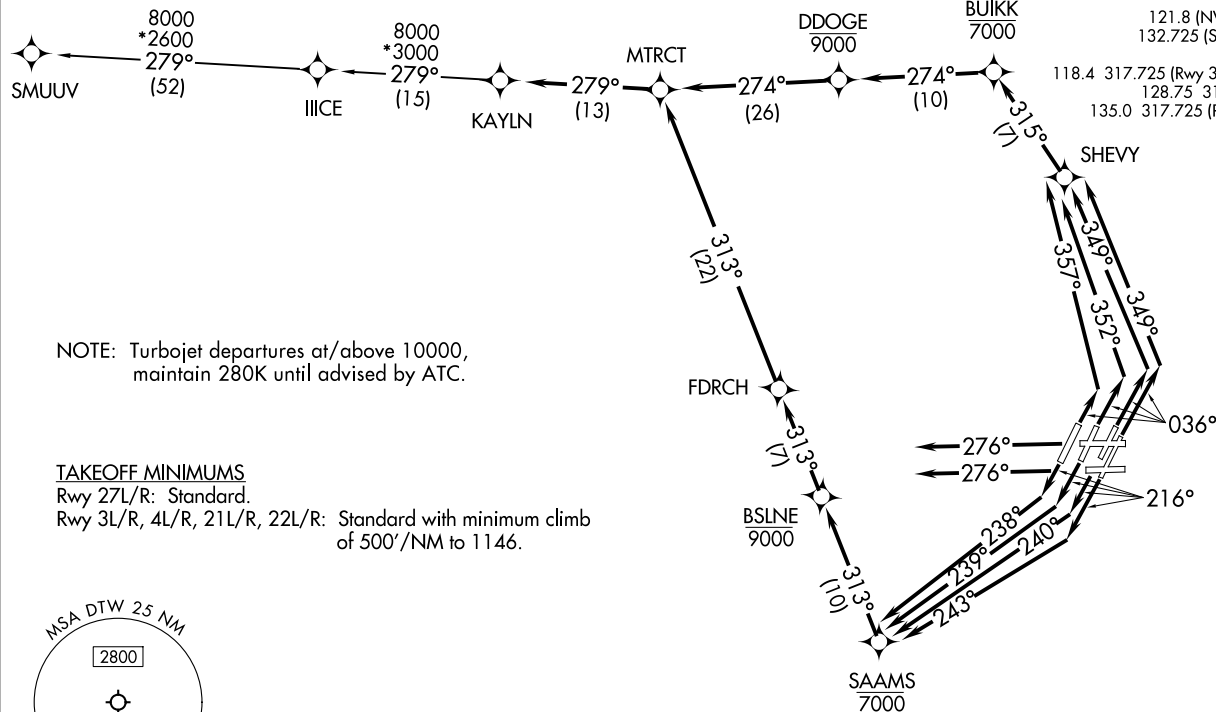 121.8 (NV
132.725 (S
118.4 317.725 (Rwy 3
128.75 31
135.0 317.725 (F
BUIKK
7000
DDOGE
9000
MTRCT
8000
*3000
279°
(15)
8000
*2600
279°
(52)
SMUUV
IIICE
KAYLN
279°
(13)
274°
(26)
274°
(10)
315°
(7)
SHEVY
349°
357°
352°
349°
313°
(22)
NOTE: Turbojet departures at/above 10000,
maintain 280K until advised by ATC.
FDRCH
313°
(7)
036°
276°
276°
216°
TAKEOFF MINIMUMS
Rwy 27L/R: Standard.
Rwy 3L/R, 4L/R, 21L/R, 22L/R: Standard with minimum climb
of 500'/NM to 1146.
BSLNE
9000
238°
239°
240°
243°
313°
(10)
SAAMS
7000
MSA DTW 25 NM
2800